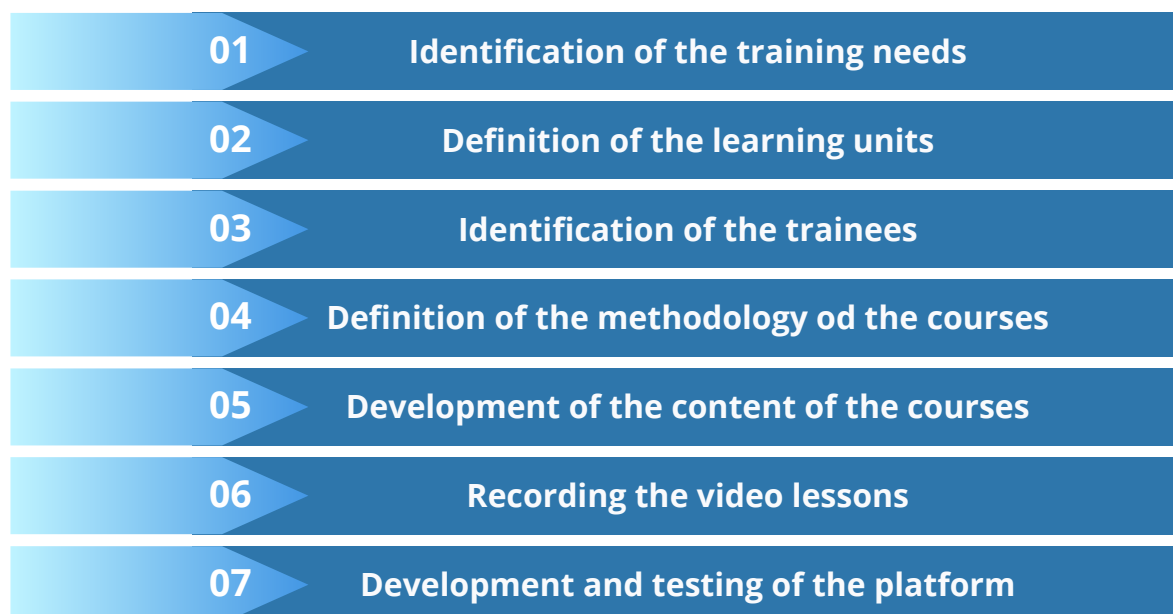 01 Identification of the training needs
02 Definition of the learning units
03 Identification of the trainees
04 Definition of the methodology od the courses
05 Development of the content of the courses
06 Recording the video lessons
07 Development and testing of the platform